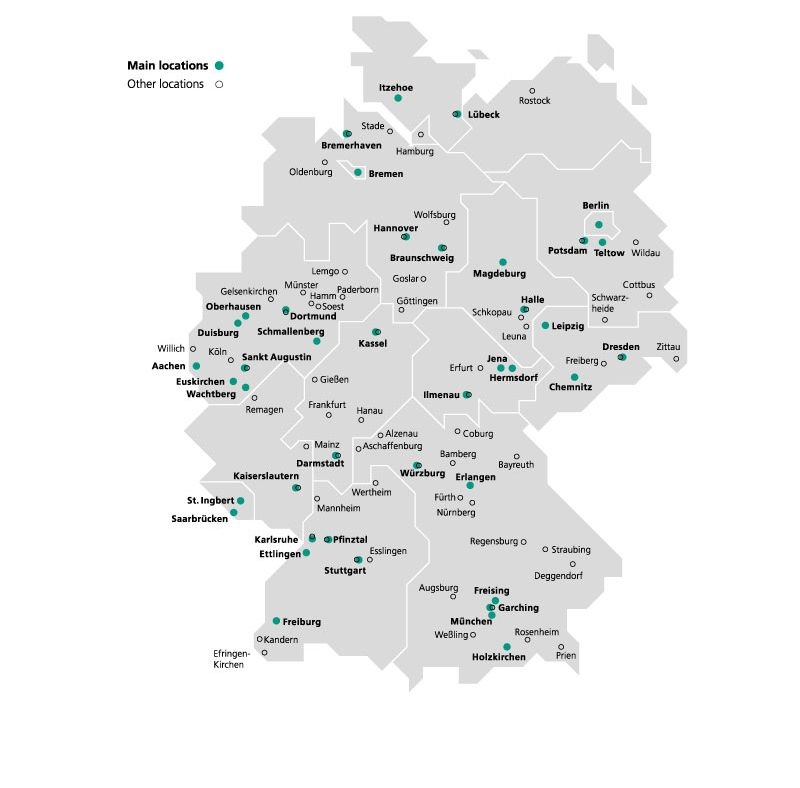 Main locations
Other locations
Itzehoe
Rostock
Lübeck
Stade
Bremerhaven
Hamburg
Oldenburg
Bremen
Berlin
Wolfsburg
Hannover
Potsdam
Teltow
Wildau
Braunschweig
Magdeburg
Lemgo
Goslar
Cottbus
Münster
Gelsenkirchen
Paderborn
Hamm
Soest
Göttingen
Halle
Schwarz-
heide
Oberhausen
Dortmund
Schkopau
Duisburg
Schmallenberg
Leuna
Leipzig
Kassel
Willich
Köln
Sankt Augustin
Jena
Dresden
Zittau
Aachen
Erfurt
Hermsdorf
Freiberg
Euskirchen
Gießen
Chemnitz
Wachtberg
Ilmenau
Remagen
Frankfurt
Hanau
Alzenau
Coburg
Mainz
Aschaffenburg
Darmstadt
Bamberg
Bayreuth
Kaiserslautern
Würzburg
Erlangen
Wertheim
St. Ingbert
Mannheim
Fürth
Nürnberg
Saarbrücken
Karlsruhe
Pfinztal
Regensburg
Straubing
Ettlingen
Esslingen
Stuttgart
Deggendorf
Augsburg
Freising
Garching
Freiburg
München
Kandern
Weßling
Rosenheim
Efringen-
Kirchen
Holzkirchen
Prien